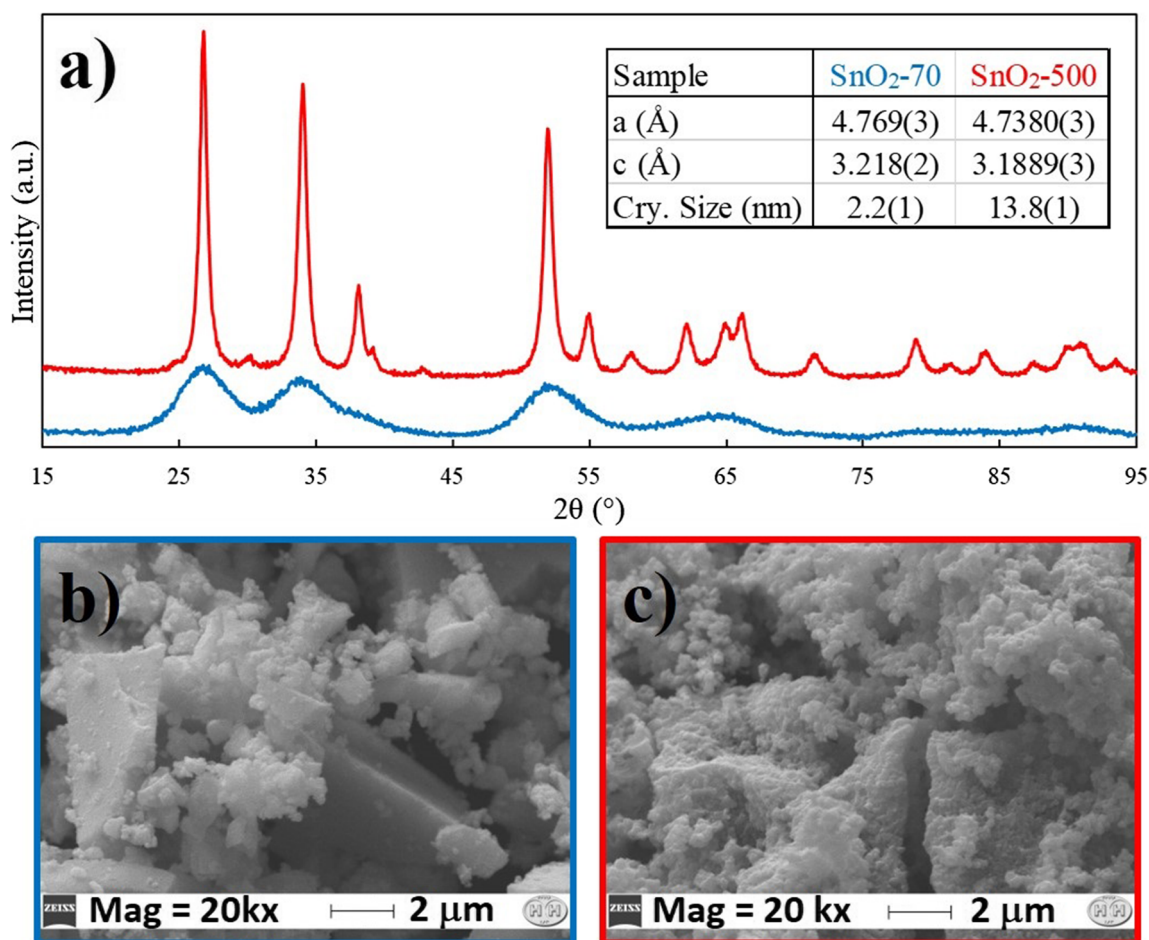 a)
Sample SnO₂-70 SnO₂-500
a (Å) 4.769(3) 4.7380(3)
c (Å) 3.218(2) 3.1889(3)
Cry. Size (nm) 2.2(1) 13.8(1)
Intensity (a.u.)
15 25 35 45 55 65 75 85 95
2θ (°)
b)
c)
ZEISS Mag = 20kx 2 μm HH
ZEISS Mag = 20 kx 2 μm HH